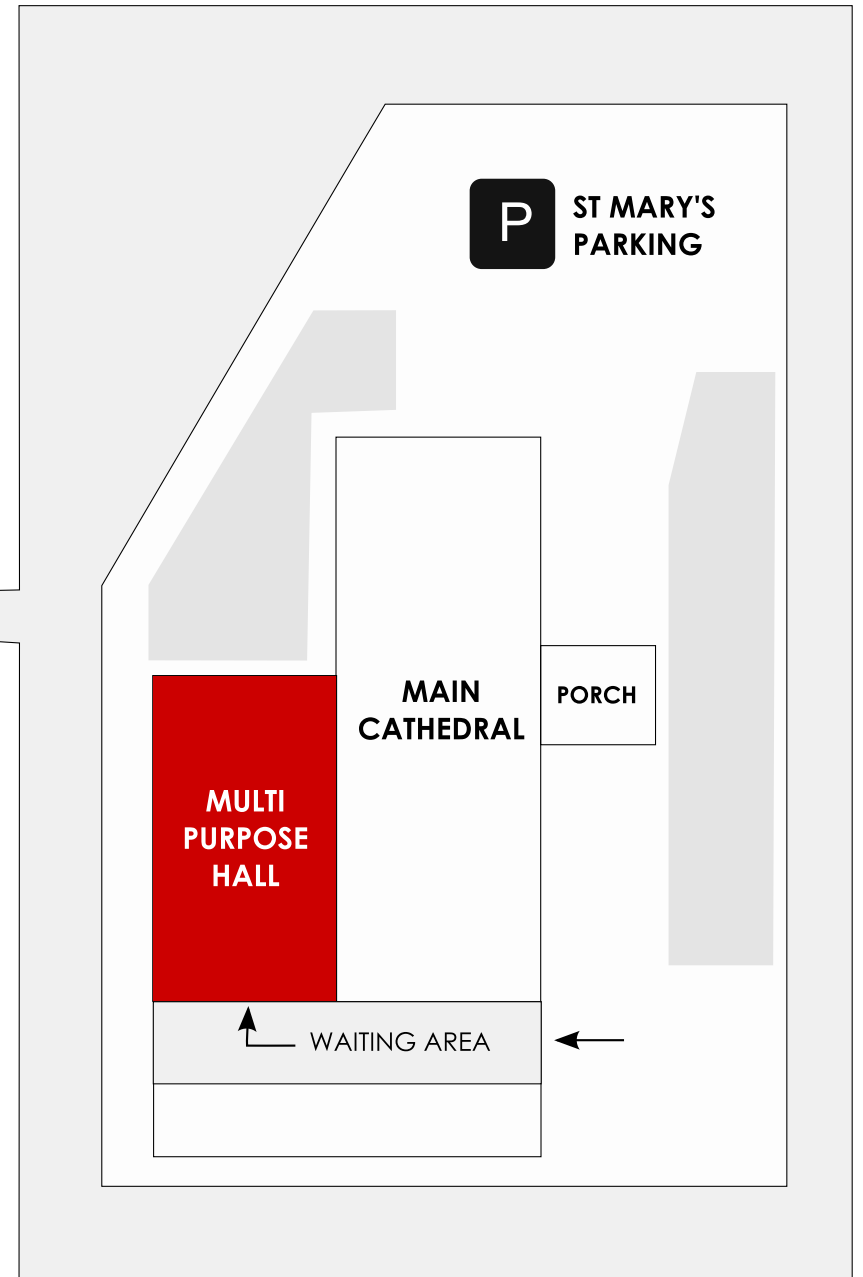 P
ST MARY'S
PARKING
MAIN
CATHEDRAL
PORCH
MULTI
PURPOSE
HALL
WAITING AREA